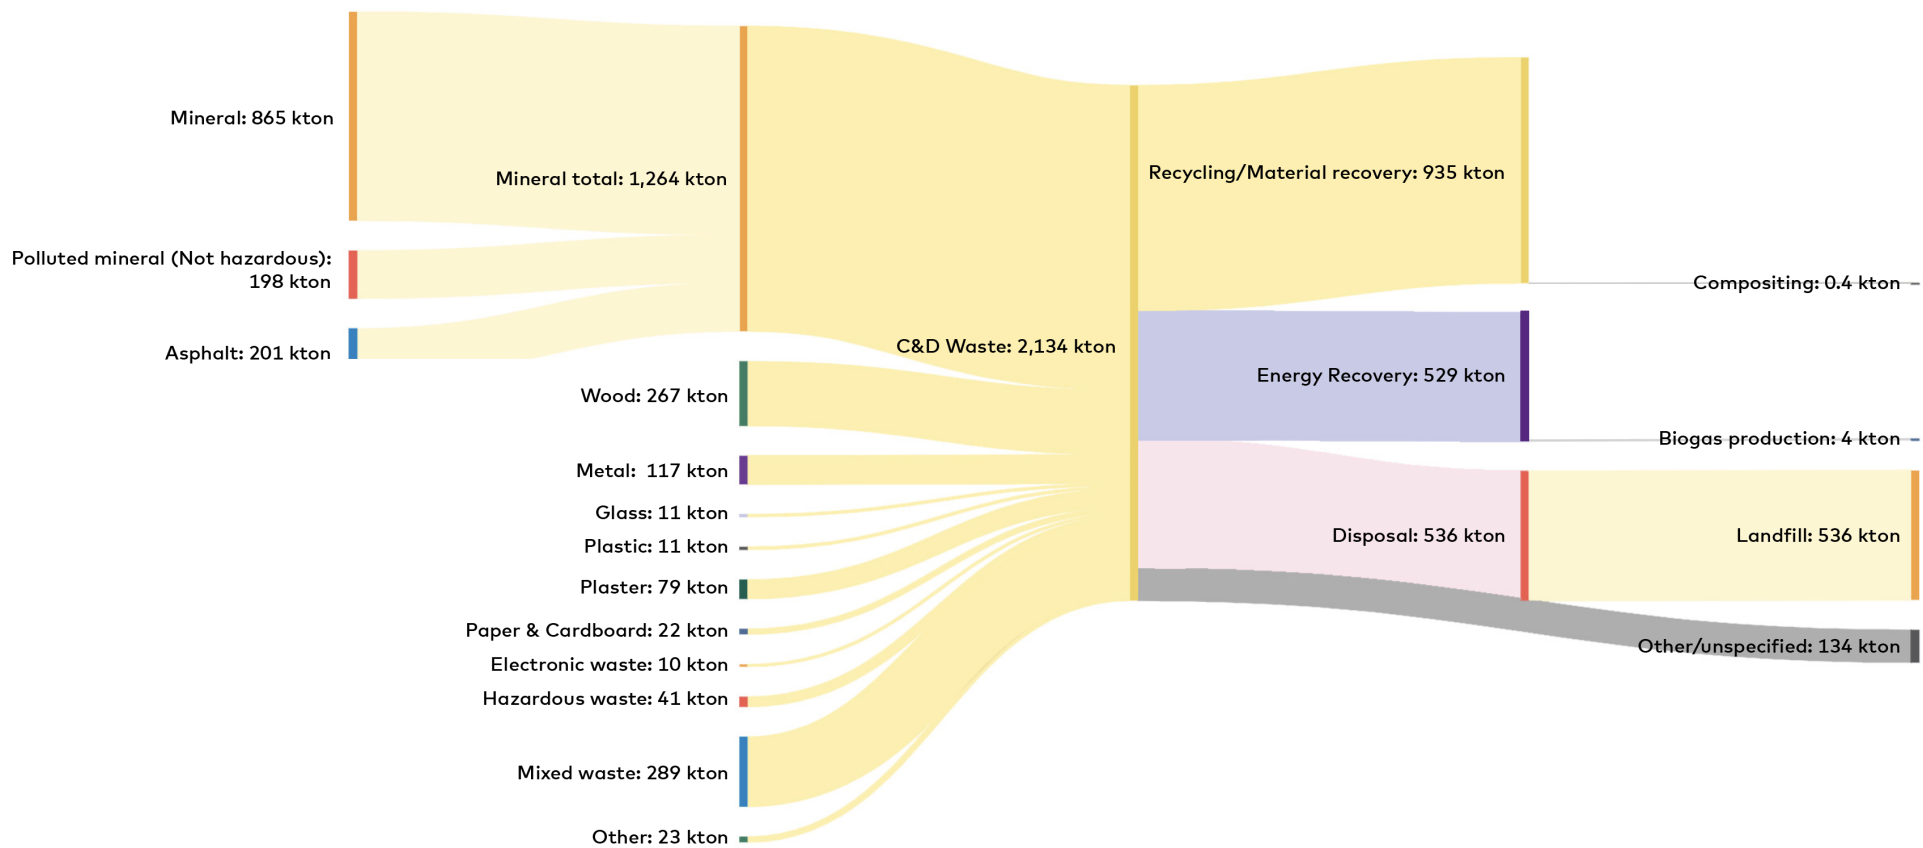 Mineral: 865 kton
Polluted mineral (Not hazardous):
198 kton
Asphalt: 201 kton
Mineral total: 1,264 kton
Wood: 267 kton
Metal:  117 kton
Glass: 11 kton
Plastic: 11 kton
Plaster: 79 kton
Paper & Cardboard: 22 kton
Electronic waste: 10 kton
Hazardous waste: 41 kton
Mixed waste: 289 kton
Other: 23 kton
C&D Waste: 2,134 kton
Recycling/Material recovery: 935 kton
Energy Recovery: 529 kton
Disposal: 536 kton
Compositing: 0.4 kton
Biogas production: 4 kton
Landfill: 536 kton
Other/unspecified: 134 kton